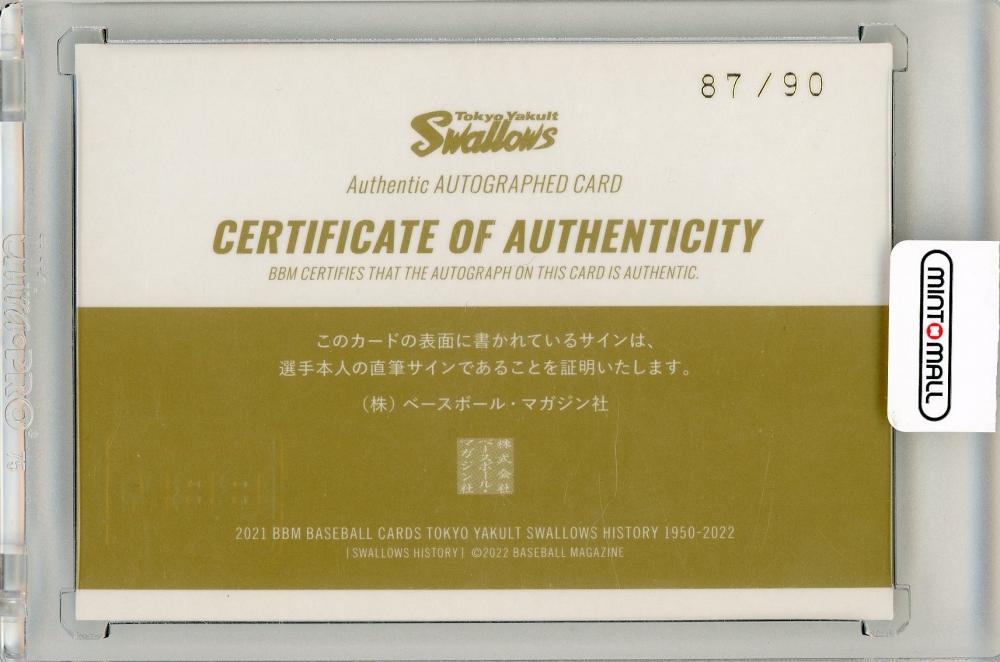 87/90
Tokyo Yakult
Swallows
Authentic AUTOGRAPHED CARD
CERTIFICATE OF AUTHENTICITY
BBM CERTIFIES THAT THE AUTOGRAPH ON THIS CARD IS AUTHENTIC.
このカードの表面に書かれているサインは、
選手本人の直筆サインであることを証明いたします。
（株）ベースボール・マガジン社
株式会社
ベースボール・
マガジン社
2021 BBM BASEBALL CARDS TOKYO YAKULT SWALLOWS HISTORY 1950-2022
|SWALLOWS HISTORY| ©2022 BASEBALL MAGAZINE
MINT MALL
UltraPRO